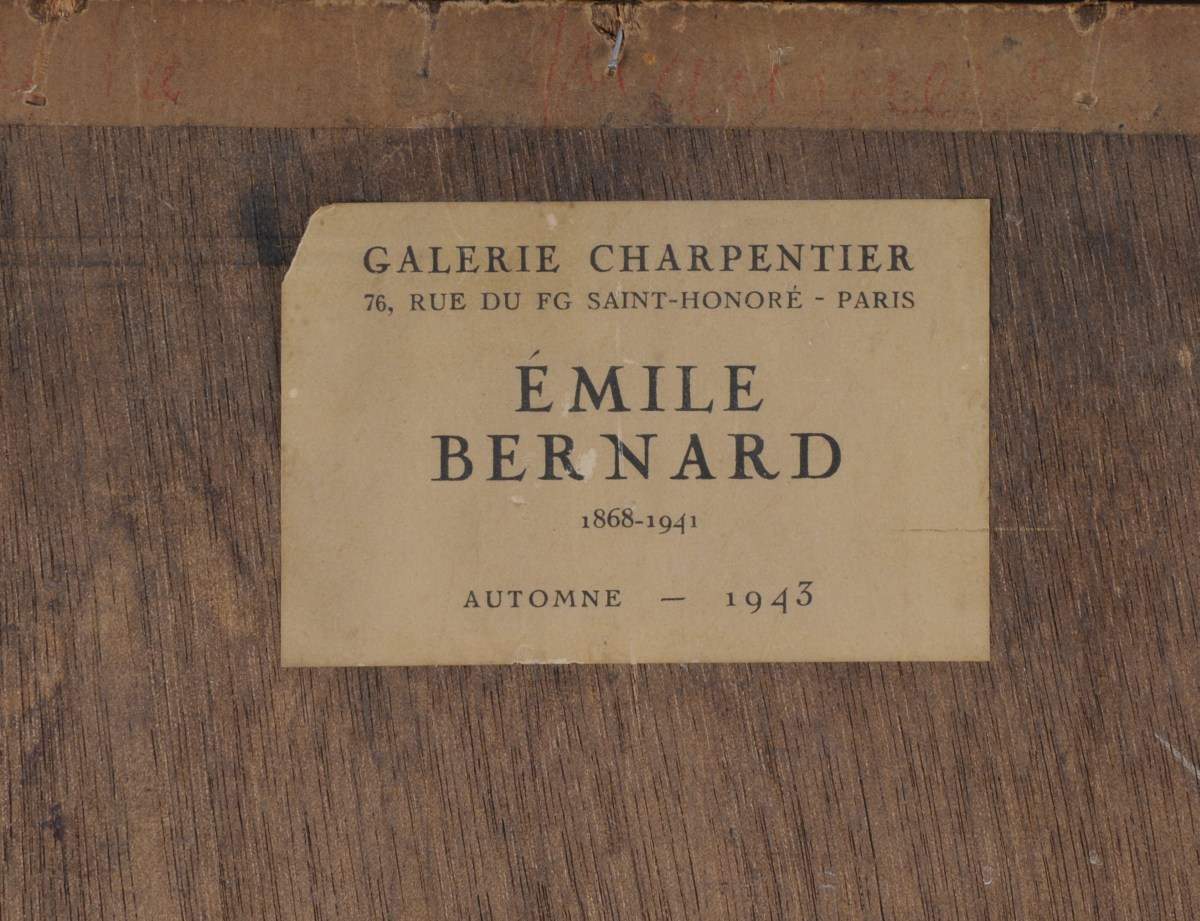 GALERIE CHARPENTIER
76, RUE DU FG SAINT-HONORÉ - PARIS
ÉMILE
BERNARD
1868-1941
AUTOMNE — 1943